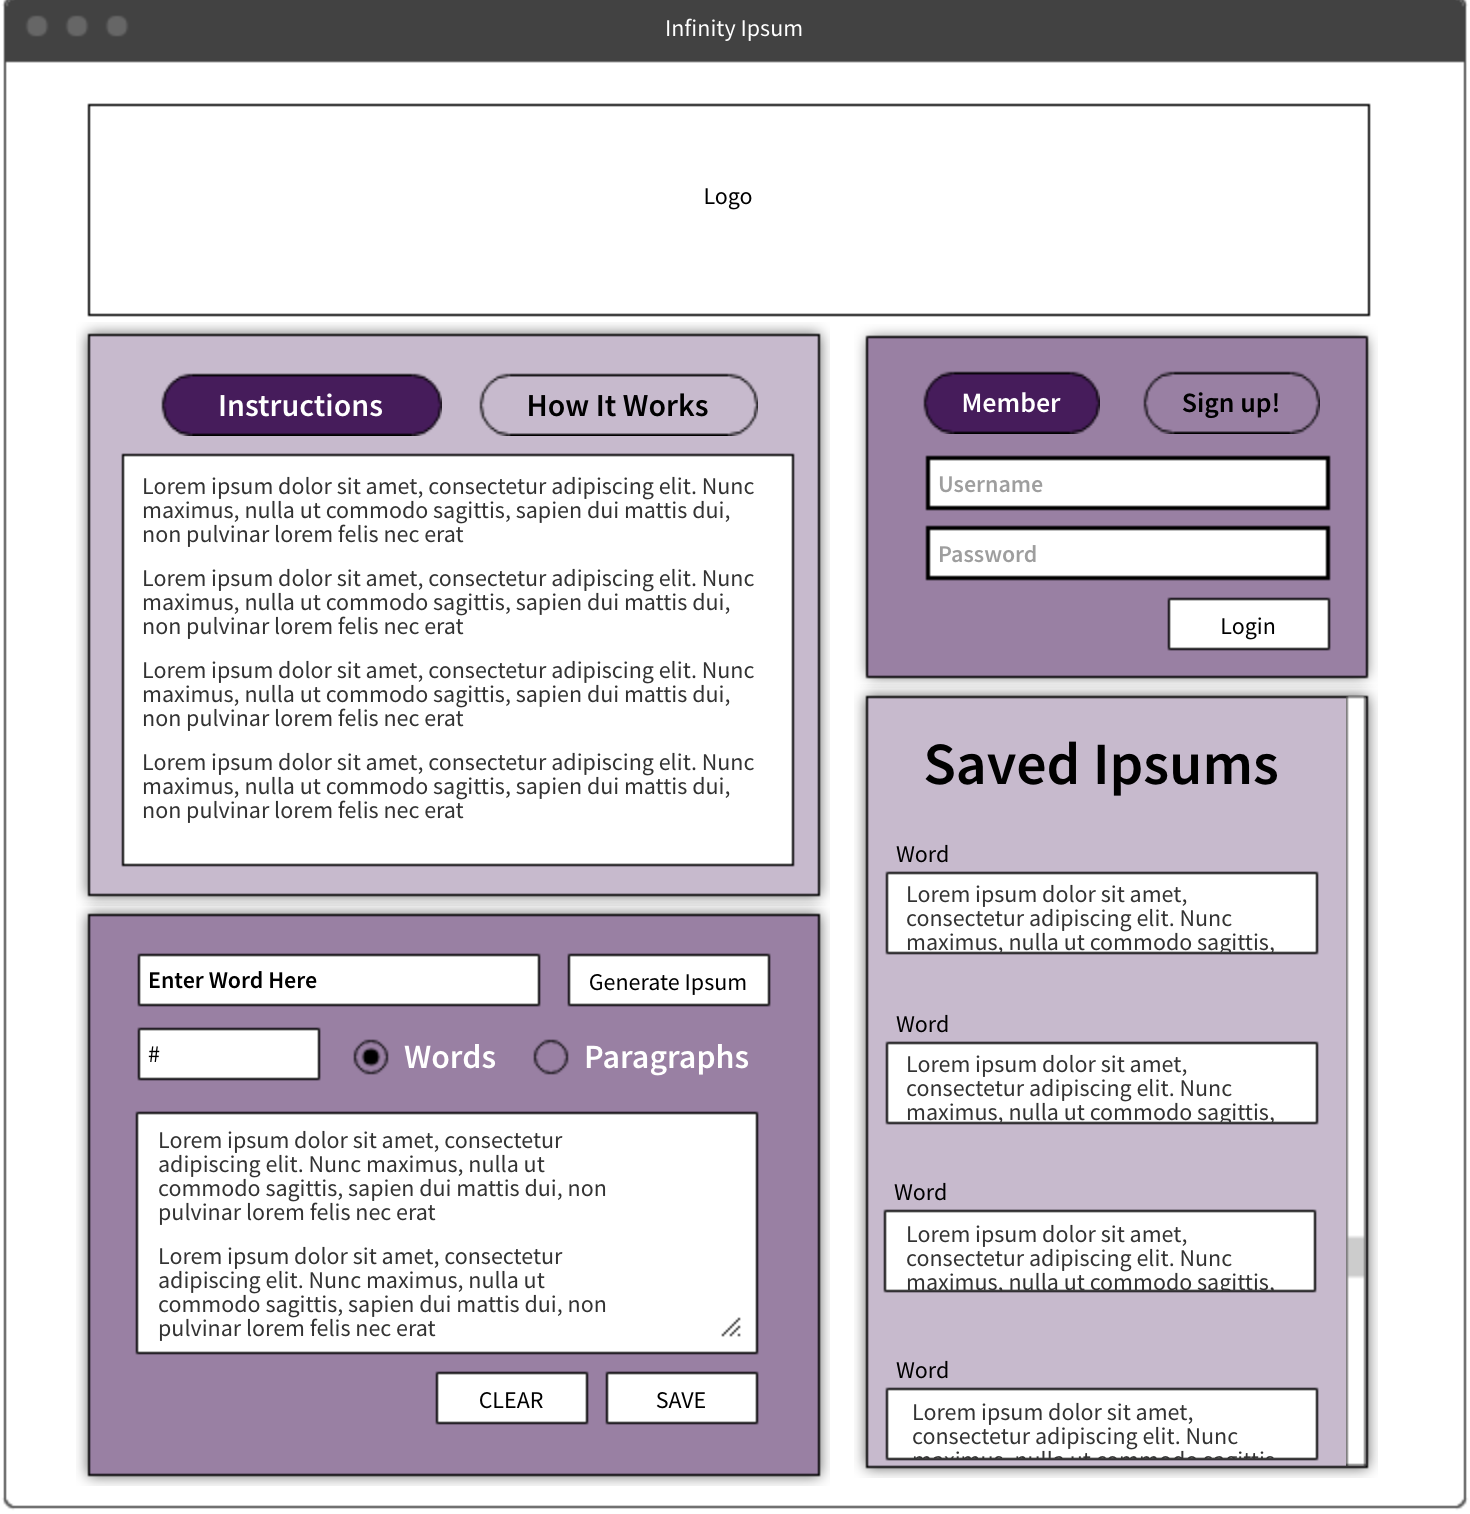 Infinity Ipsum
Logo
Instructions
How It Works
Lorem ipsum dolor sit amet, consectetur adipiscing elit. Nunc
maximus, nulla ut commodo sagittis, sapien dui mattis dui,
non pulvinar lorem felis nec erat
Lorem ipsum dolor sit amet, consectetur adipiscing elit. Nunc
maximus, nulla ut commodo sagittis, sapien dui mattis dui,
non pulvinar lorem felis nec erat
Lorem ipsum dolor sit amet, consectetur adipiscing elit. Nunc
maximus, nulla ut commodo sagittis, sapien dui mattis dui,
non pulvinar lorem felis nec erat
Lorem ipsum dolor sit amet, consectetur adipiscing elit. Nunc
maximus, nulla ut commodo sagittis, sapien dui mattis dui,
non pulvinar lorem felis nec erat
Enter Word Here
Generate Ipsum
#
Words
Paragraphs
Lorem ipsum dolor sit amet, consectetur
adipiscing elit. Nunc maximus, nulla ut
commodo sagittis, sapien dui mattis dui, non
pulvinar lorem felis nec erat
Lorem ipsum dolor sit amet, consectetur
adipiscing elit. Nunc maximus, nulla ut
commodo sagittis, sapien dui mattis dui, non
pulvinar lorem felis nec erat
CLEAR
SAVE
Member
Sign up!
Username
Password
Login
Saved Ipsums
Word
Lorem ipsum dolor sit amet,
consectetur adipiscing elit. Nunc
maximus, nulla ut commodo sagittis,
Word
Lorem ipsum dolor sit amet,
consectetur adipiscing elit. Nunc
maximus, nulla ut commodo sagittis,
Word
Lorem ipsum dolor sit amet,
consectetur adipiscing elit. Nunc
maximus, nulla ut commodo sagittis,
Word
Lorem ipsum dolor sit amet,
consectetur adipiscing elit. Nunc